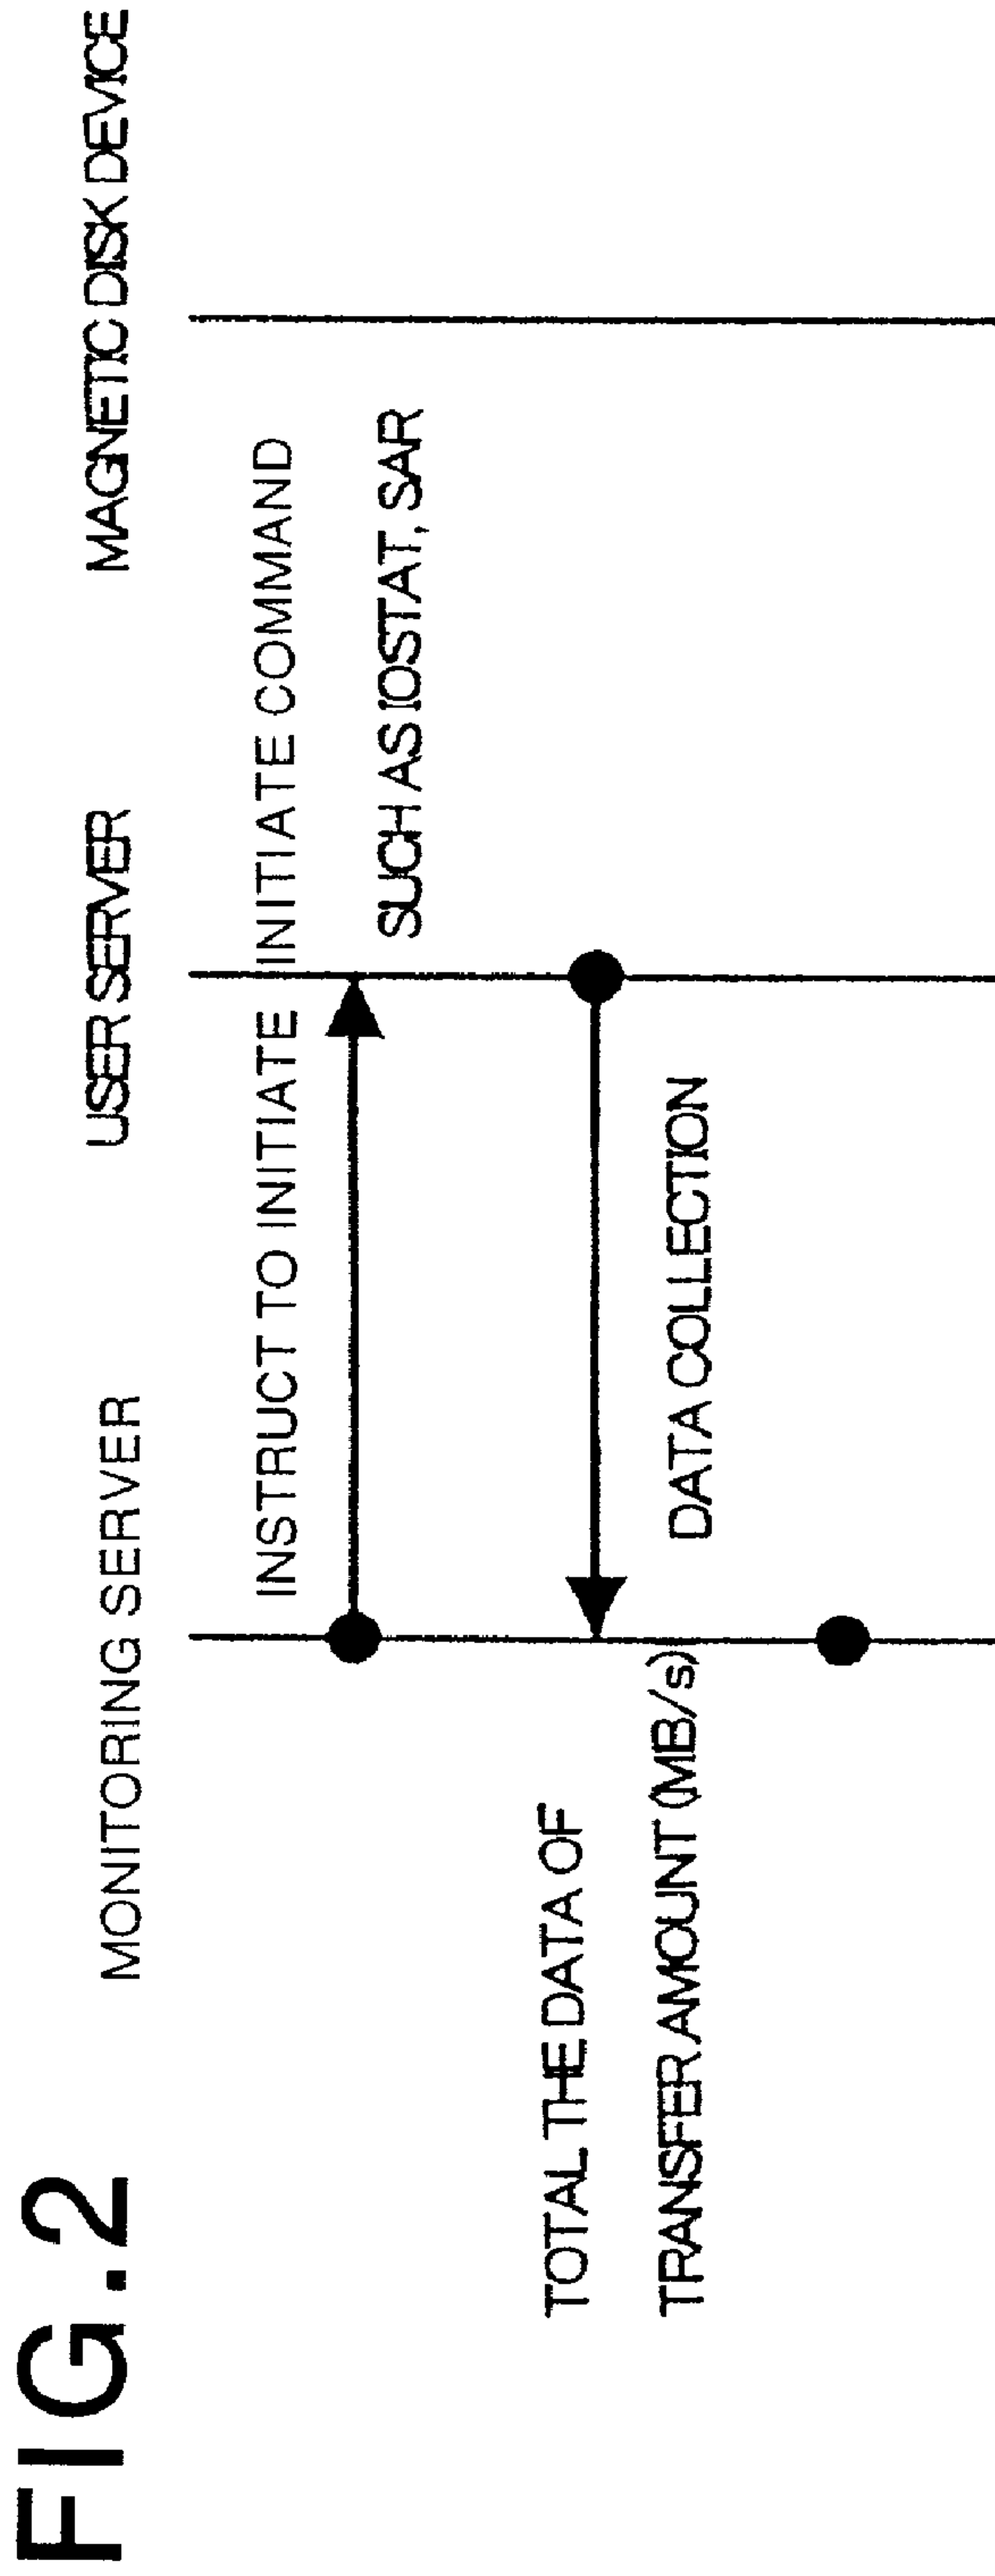 FIG.2
MONITORING SERVER
USER SERVER
MAGNETIC DISK DEVICE
INSTRUCT TO INITIATE
INITIATE COMMAND
SUCH AS IOSTAT, SAR
TOTAL THE DATA OF
TRANSFER AMOUNT (MB/s)
DATA COLLECTION